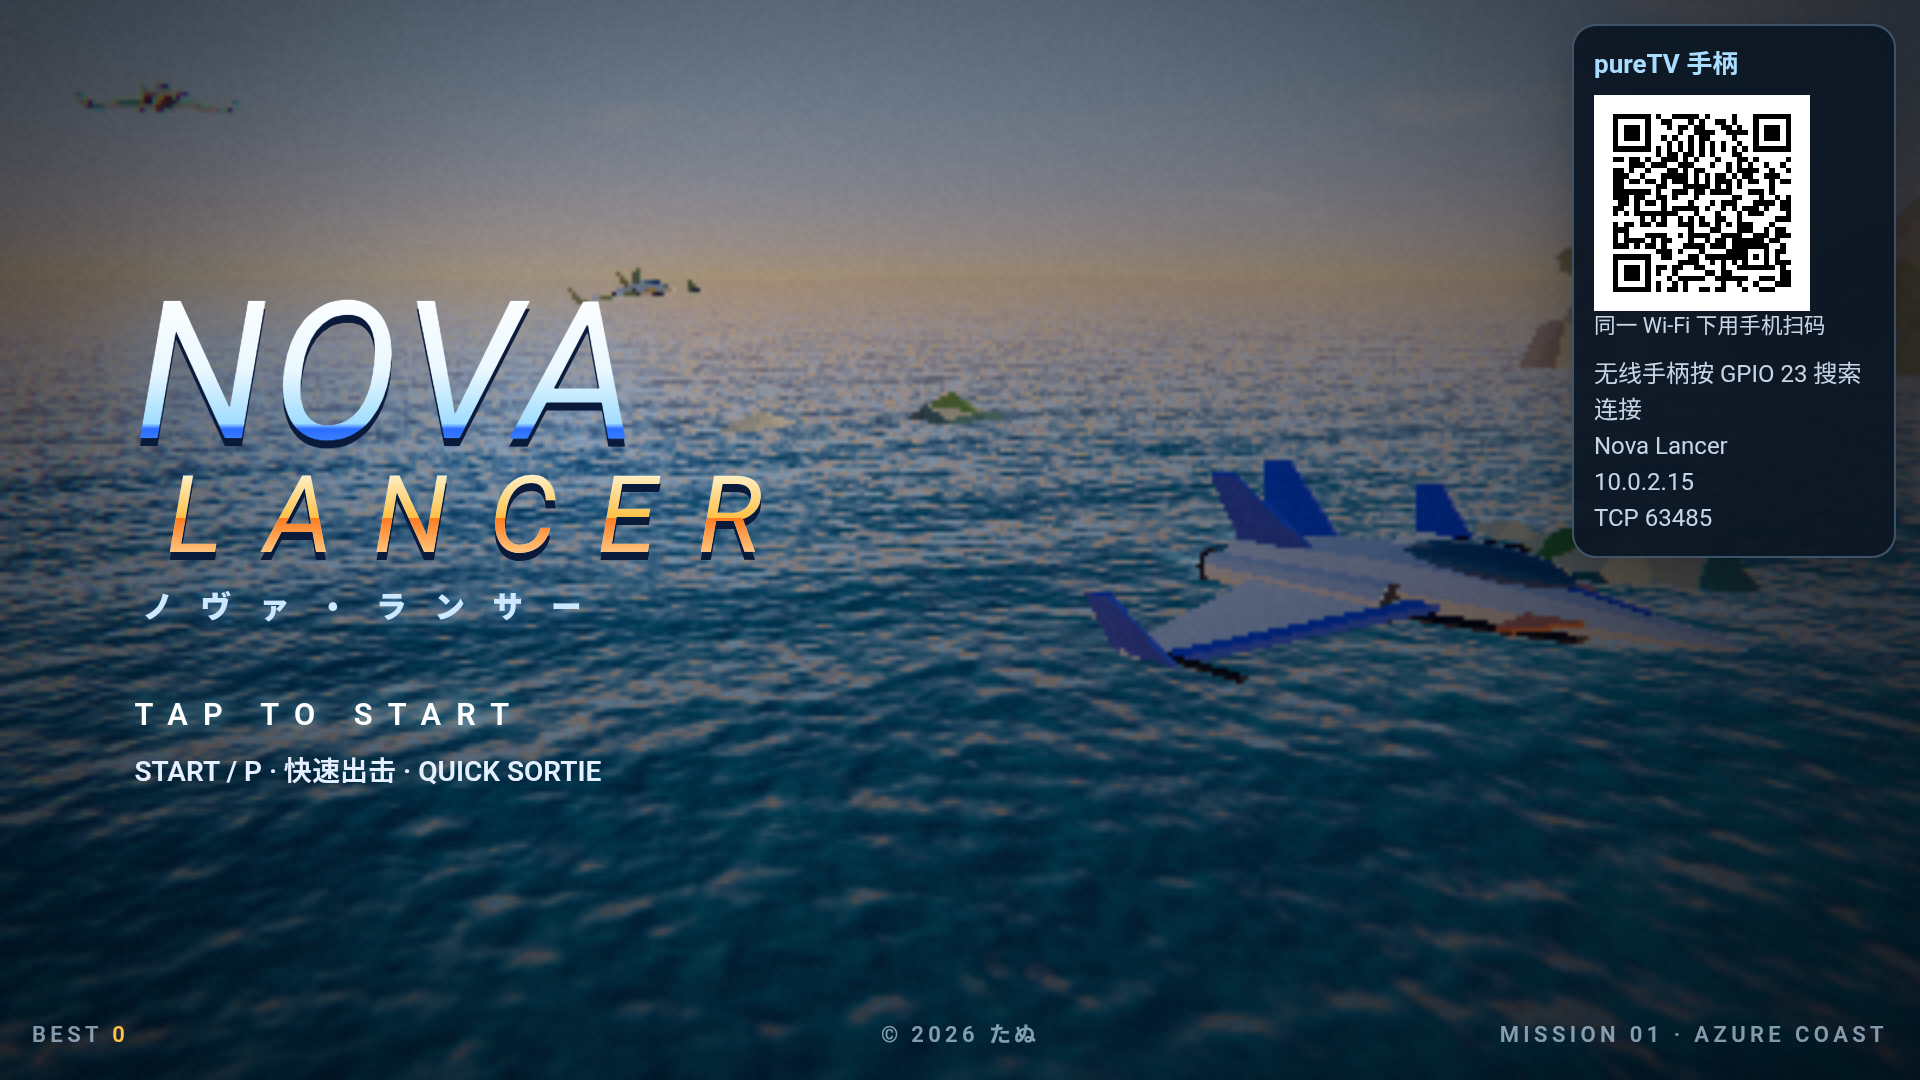 pureTV 手柄
同一 Wi-Fi 下用手机扫码
无线手柄按 GPIO 23 搜索
连接
Nova Lancer
10.0.2.15
TCP 63485
NOVA
LANCER
ノヴァ・ランサー
TAP TO START
START / P · 快速出击 · QUICK SORTIE
BEST 0
© 2026 たぬ
MISSION 01 · AZURE COAST